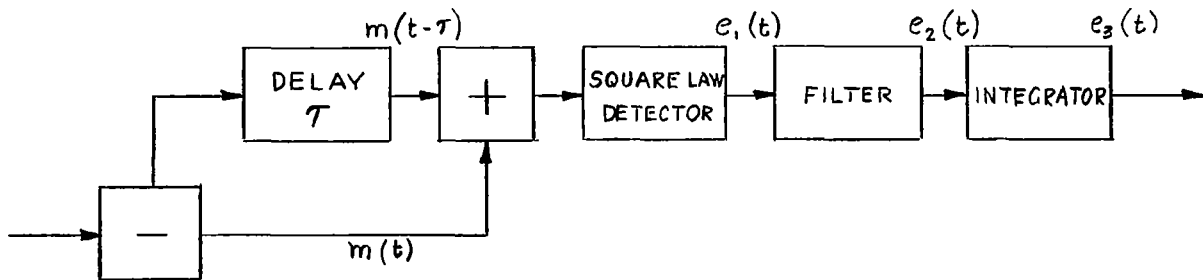 m(t-τ)
e₁(t)
e₂(t)
e₃(t)
DELAY
τ
+
SQUARE LAW
DETECTOR
FILTER
INTEGRATOR
−
m(t)